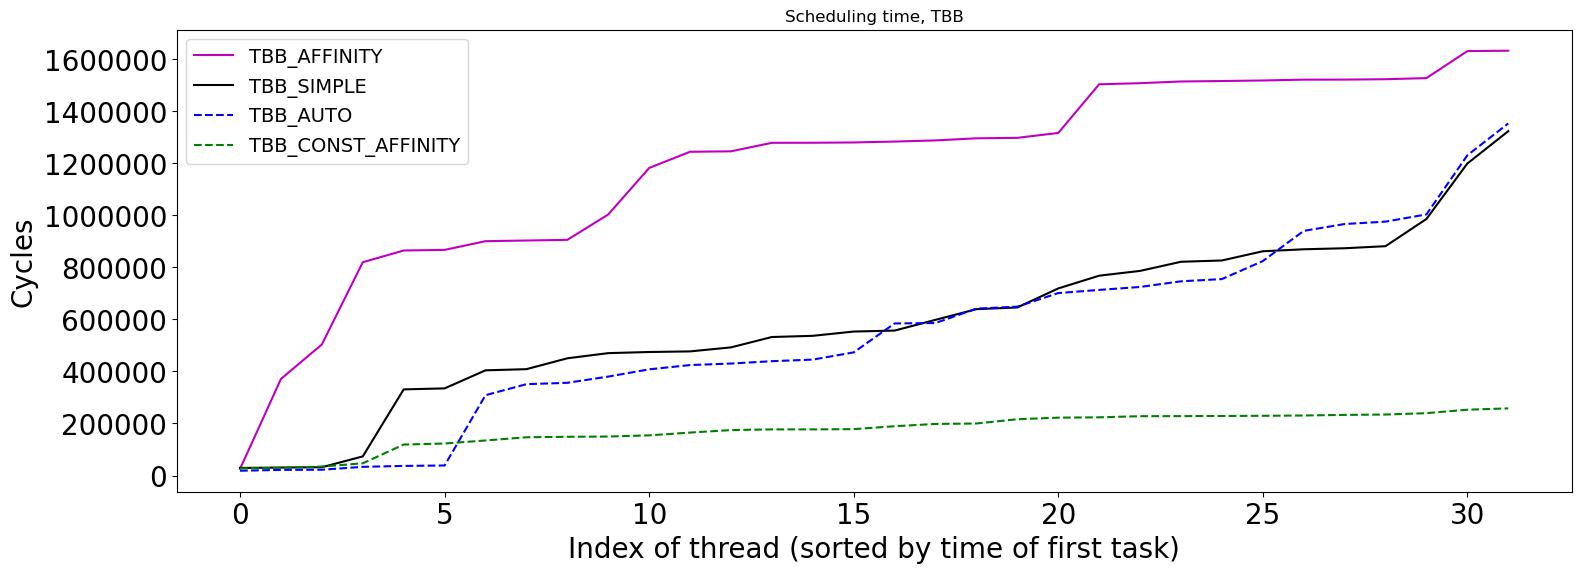 Scheduling time, TBB
TBB_AFFINITY
TBB_SIMPLE
TBB_AUTO
TBB_CONST_AFFINITY
1600000
1400000
1200000
1000000
800000
600000
400000
200000
0
Cycles
0 5 10 15 20 25 30
Index of thread (sorted by time of first task)